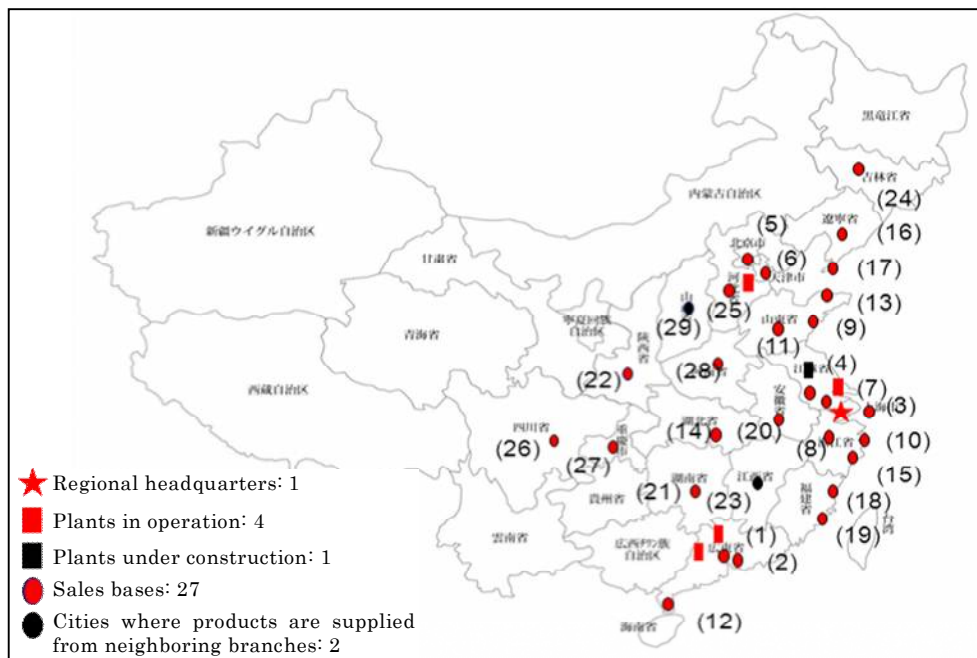 黒竜江省
吉林省
(24)
内蒙古自治区
遼寧省
(5)
(16)
新疆ウイグル自治区
北京市
(6)
天津市
(17)
甘粛省
(13)
山
(25)
(29)
山東省
(9)
寧夏回族
自治区
(11)
青海省
陝西省
(4)
(22)
(28)
(7)
西蔵自治区
安徽省
(3)
四川省
重慶市
湖北省
(14)
(20)
(8)
(10)
(26)
(27)
(15)
湖南省
江西省
(21)
(23)
福建省
(18)
貴州省
(19)
台湾
雲南省
広西チワン族
自治区
(1)
広東省
(2)
(12)
海南省
Regional headquarters: 1
Plants in operation: 4
Plants under construction: 1
Sales bases: 27
Cities where products are supplied
from neighboring branches: 2